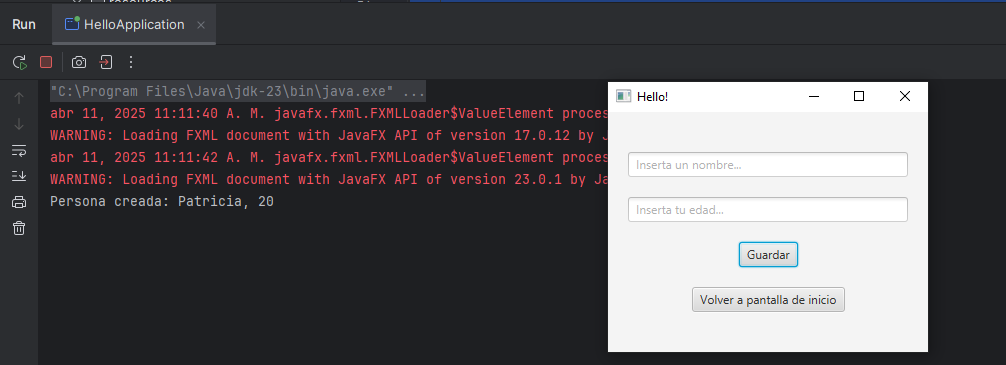 Run
HelloApplication
"C:\Program Files\Java\jdk-23\bin\java.exe" ...
abr 11, 2025 11:11:40 A. M. javafx.fxml.FXMLLoader$ValueElement proces
WARNING: Loading FXML document with JavaFX API of version 17.0.12 by J
abr 11, 2025 11:11:42 A. M. javafx.fxml.FXMLLoader$ValueElement proces
WARNING: Loading FXML document with JavaFX API of version 23.0.1 by Ja
Persona creada: Patricia, 20
Hello!
Inserta un nombre...
Inserta tu edad...
Guardar
Volver a pantalla de inicio